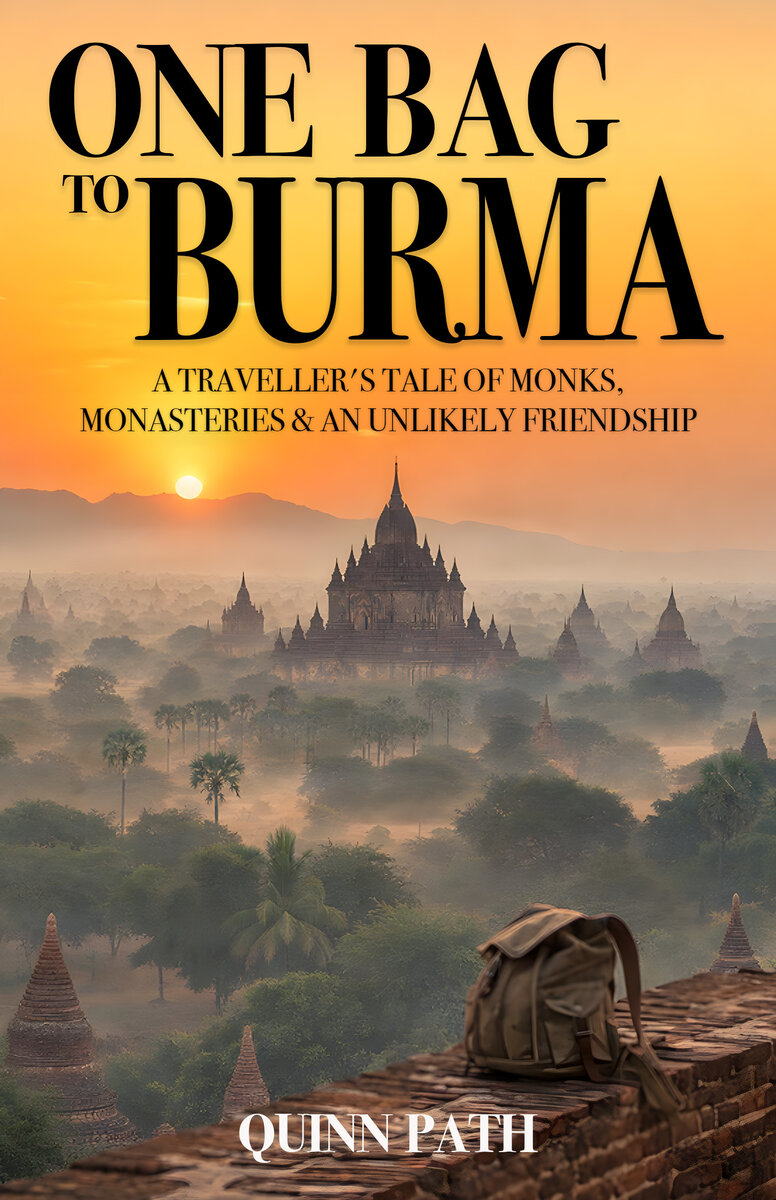 ONE BAG
TO BURMA
A TRAVELLER'S TALE OF MONKS,
MONASTERIES & AN UNLIKELY FRIENDSHIP
QUINN PATH